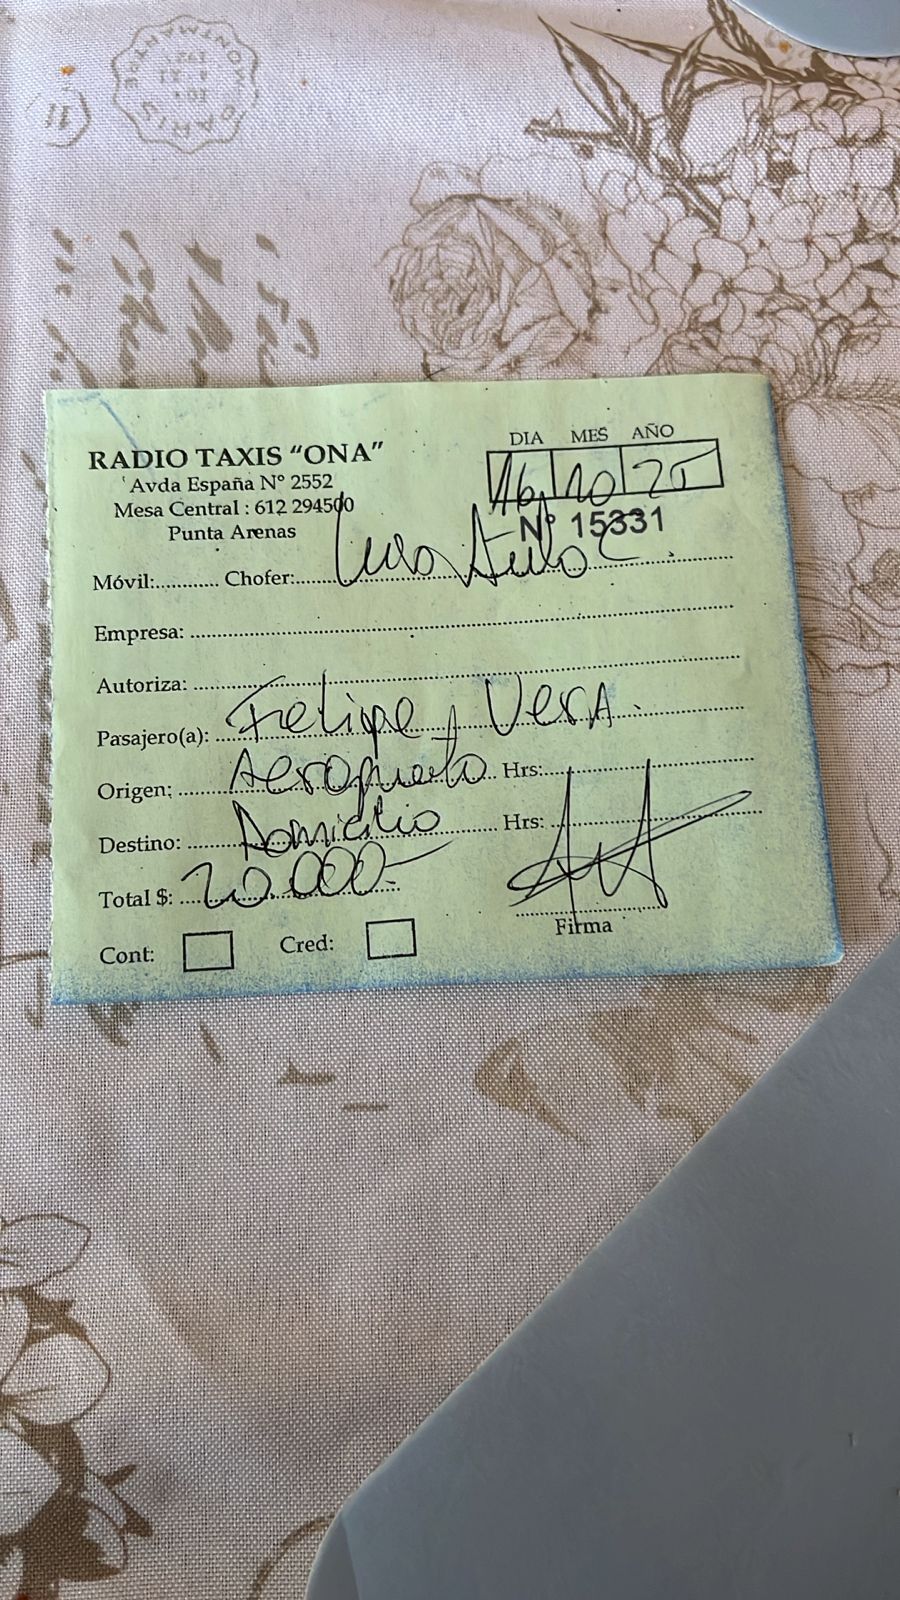 RADIO TAXIS “ONA”
Avda España N° 2552
Mesa Central : 612 294500
Punta Arenas
DIA MES AÑO
16 10 25
N° 15331
Móvil:........... Chofer:
Empresa:
Autoriza:
Pasajero(a): Felipe Vera.
Origen: Aeropuerto Hrs:
Destino: Domicilio Hrs:
Total $: 20.000-
Firma
Cont: Cred:
PARIS